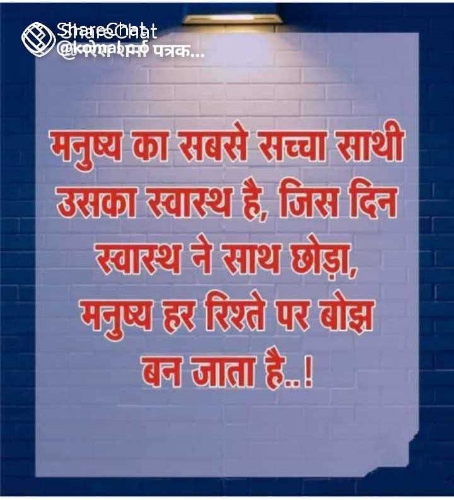 ShareChat
मनुष्य का सबसे सच्चा साथी
उसका स्वास्थ है, जिस दिन
स्वास्थ ने साथ छोड़ा,
मनुष्य हर रिश्ते पर बोझ
बन जाता है..!